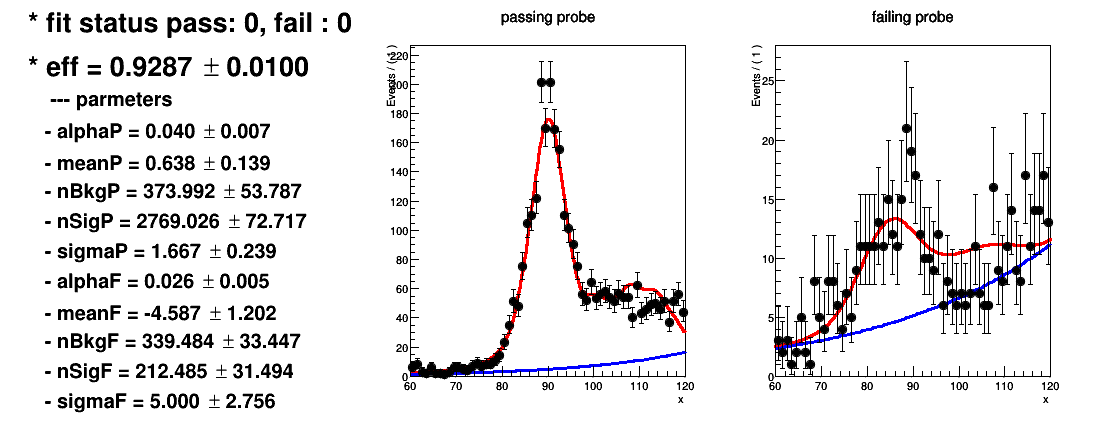 * fit status pass: 0, fail : 0
* eff = 0.9287 ± 0.0100
--- parmeters
- alphaP = 0.040 ± 0.007
- meanP = 0.638 ± 0.139
- nBkgP = 373.992 ± 53.787
- nSigP = 2769.026 ± 72.717
- sigmaP = 1.667 ± 0.239
- alphaF = 0.026 ± 0.005
- meanF = -4.587 ± 1.202
- nBkgF = 339.484 ± 33.447
- nSigF = 212.485 ± 31.494
- sigmaF = 5.000 ± 2.756
passing probe
Events / ( 1 )
220
200
180
160
140
120
100
80
60
40
20
0
60 70 80 90 100 110 120
x
failing probe
Events / ( 1 )
25
20
15
10
5
0
60 70 80 90 100 110 120
x